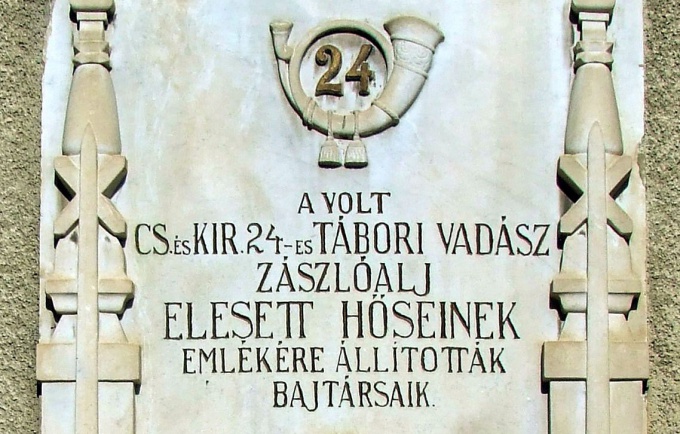 24
A VOLT
CS. és KIR. 24-ES TÁBORI VADÁSZ
ZÁSZLÓALJ
ELESETT HŐSEINEK
EMLÉKÉRE ÁLLÍTOTTÁK
BAJTÁRSAIK.